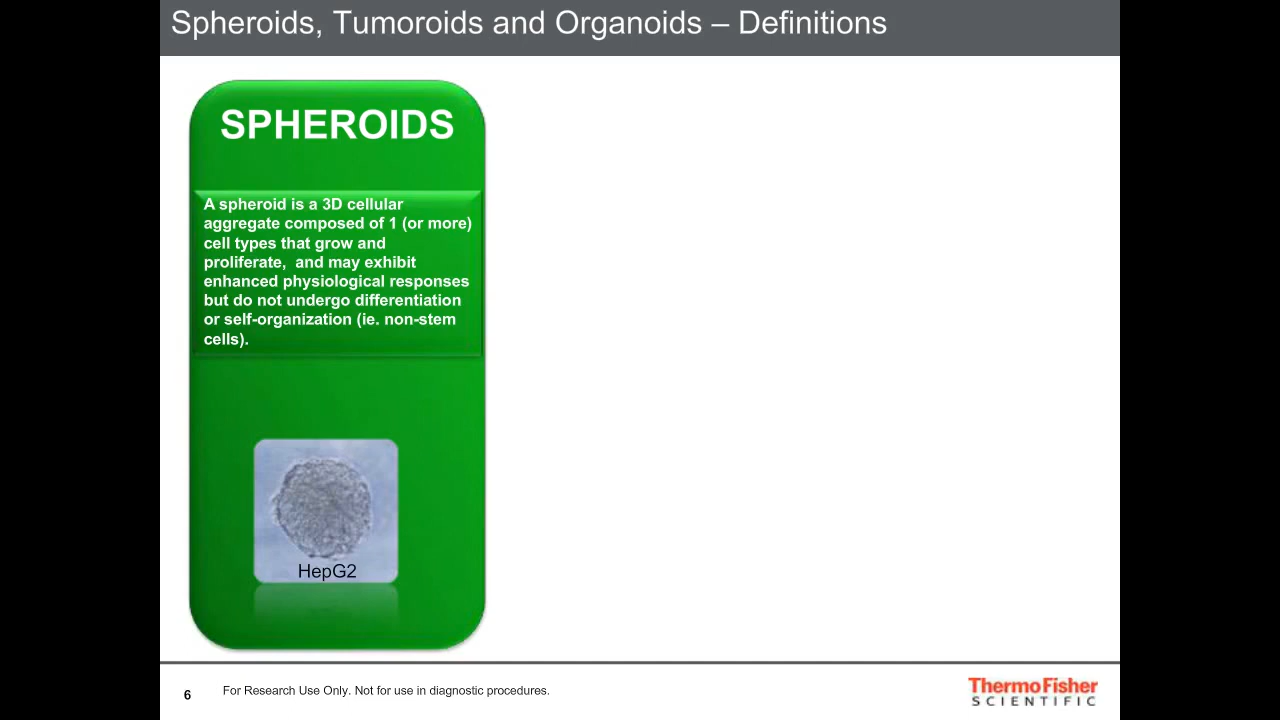 Spheroids, Tumoroids and Organoids – Definitions
SPHEROIDS
A spheroid is a 3D cellular
aggregate composed of 1 (or more)
cell types that grow and
proliferate,  and may exhibit
enhanced physiological responses
but do not undergo differentiation
or self-organization (ie. non-stem
cells).
HepG2
6
For Research Use Only. Not for use in diagnostic procedures.
ThermoFisher
SCIENTIFIC